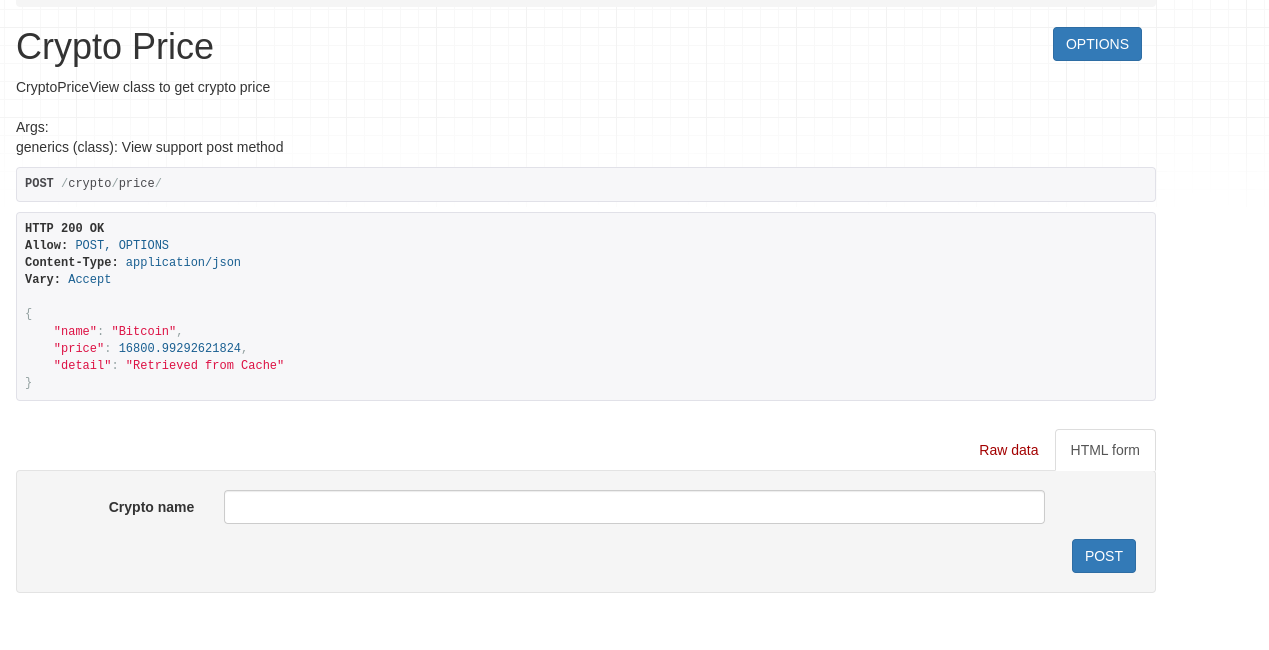 Crypto Price
OPTIONS
CryptoPriceView class to get crypto price
Args:
generics (class): View support post method
POST /crypto/price/
HTTP 200 OK
Allow: POST, OPTIONS
Content-Type: application/json
Vary: Accept
{
    "name": "Bitcoin",
    "price": 16800.99292621824,
    "detail": "Retrieved from Cache"
}
Raw data
HTML form
Crypto name
POST